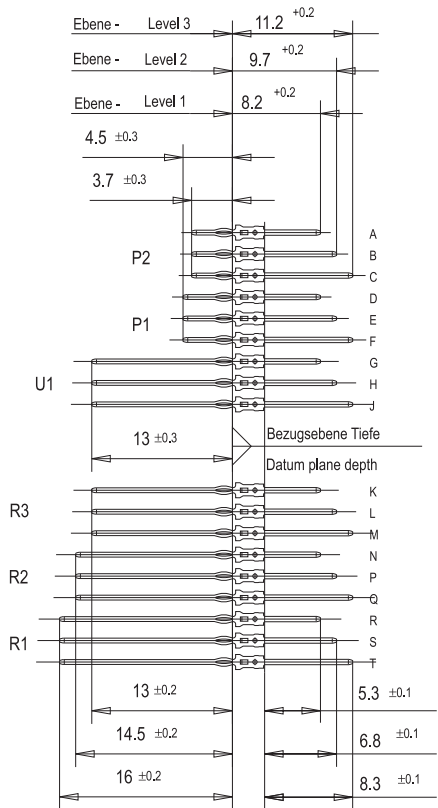 Ebene - Level 3 11.2 +0.2
Ebene - Level 2 9.7 +0.2
Ebene - Level 1 8.2 +0.2
4.5 ±0.3
3.7 ±0.3
A
P2 B
C
D
P1 E
F
G
U1 H
J
13 ±0.3 Bezugsebene Tiefe
Datum plane depth
K
R3 L
M
N
R2 P
Q
R
R1 S
T
13 ±0.2 5.3 ±0.1
14.5 ±0.2 6.8 ±0.1
16 ±0.2 8.3 ±0.1